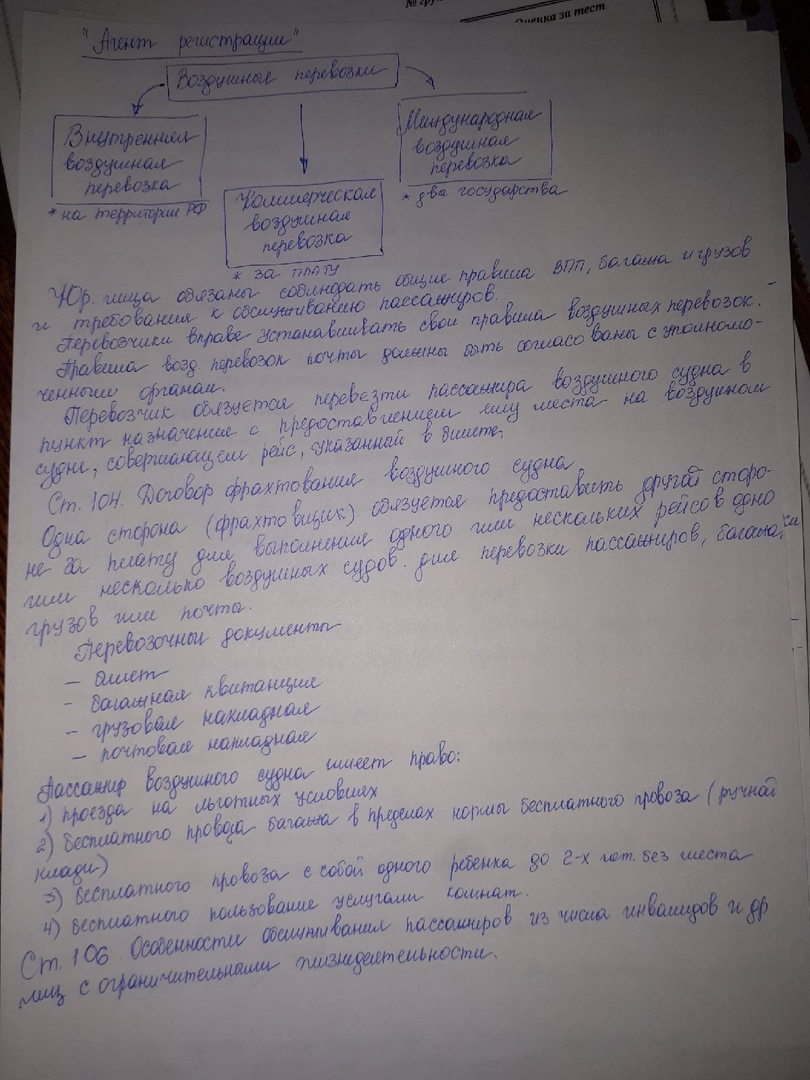 № гру
Оценка за тест
"Агент регистрации"
Воздушные перевозки
Внутренняя
воздушная
перевозка
* на территории РФ
Коммерческая
воздушная
перевозка
* за плату
Международная
воздушная
перевозка
* два государства
Юр. лица обязаны соблюдать общие правила ВПП, багажа и грузов
и требования к обслуживанию пассажиров.
Перевозчики вправе устанавливать свои правила воздушных перевозок.
Правила возд. перевозок почты должны быть согласованы с уполномо-
ченным органам.
Перевозчик обязуется перевезти пассажира воздушного судна в
пункт назначение с предоставлением ему места на воздушном
судне, совершающем рейс, указанный в билете.
Ст. 104. Договор фрахтования воздушного судна
Одна сторона (фрахтовщик) обязуется предоставить другой сторо-
не за плату для выполнение одного или нескольких рейсов одно
или несколько воздушных судов. для перевозки пассажиров, багажа,
грузов или почты.
Перевозочный документы
- билет
- багажная квитанция
- грузовая накладная
- почтовая накладная
Пассажир воздушного судна имеет право:
1) проезда на льготных условиях
2) бесплатного провоза багажа в пределах нормы бесплатного провоза (ручная
клади)
3) бесплатного провоза с собой одного ребенка до 2-х лет. без места
4) бесплатного пользование услугами комнат.
Ст. 106. Особенности обслуживания пассажиров из числа инвалидов и др
лиц с ограничительными жизнедеятельности.